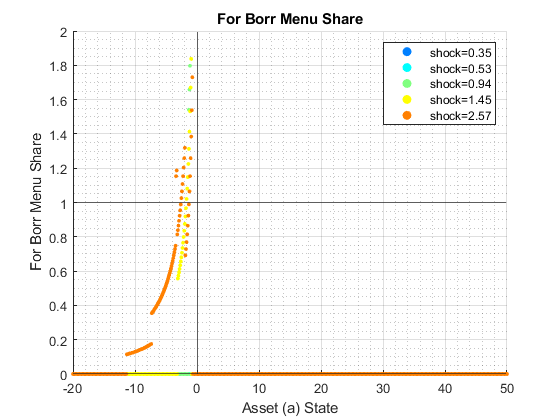 For Borr Menu Share
2
1.8
1.6
1.4
1.2
1
0.8
0.6
0.4
0.2
0
For Borr Menu Share
shock=0.35
shock=0.53
shock=0.94
shock=1.45
shock=2.57
-20 -10 0 10 20 30 40 50
Asset (a) State